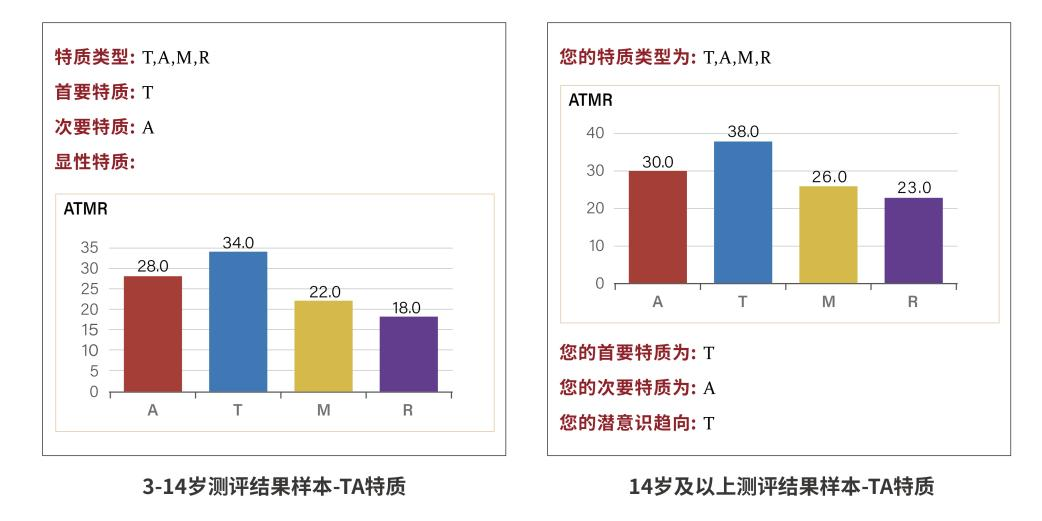 特质类型: T,A,M,R
首要特质: T
次要特质: A
显性特质:
ATMR
35
30
25
20
15
10
5
0
28.0
34.0
22.0
18.0
A
T
M
R
3-14岁测评结果样本-TA特质
您的特质类型为: T,A,M,R
ATMR
40
30
20
10
0
30.0
38.0
26.0
23.0
A
T
M
R
您的首要特质为: T
您的次要特质为: A
您的潜意识趋向: T
14岁及以上测评结果样本-TA特质